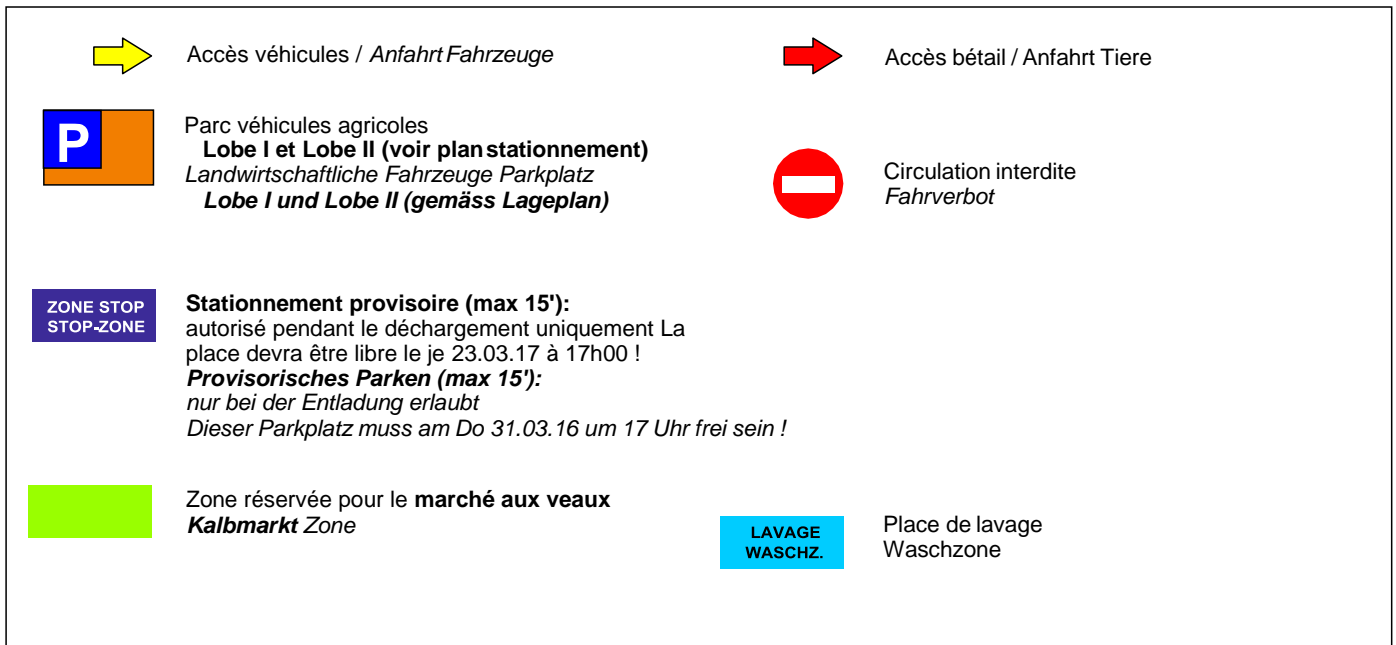 Accès véhicules / Anfahrt Fahrzeuge
Accès bétail / Anfahrt Tiere
P
Parc véhicules agricoles
Lobe I et Lobe II (voir plan stationnement)
Landwirtschaftliche Fahrzeuge Parkplatz
Lobe I und Lobe II (gemäss Lageplan)
Circulation interdite
Fahrverbot
ZONE STOP
STOP-ZONE
Stationnement provisoire (max 15'):
autorisé pendant le déchargement uniquement La
place devra être libre le je 23.03.17 à 17h00 !
Provisorisches Parken (max 15'):
nur bei der Entladung erlaubt
Dieser Parkplatz muss am Do 31.03.16 um 17 Uhr frei sein !
Zone réservée pour le marché aux veaux
Kalbmarkt Zone
LAVAGE
WASCHZ.
Place de lavage
Waschzone